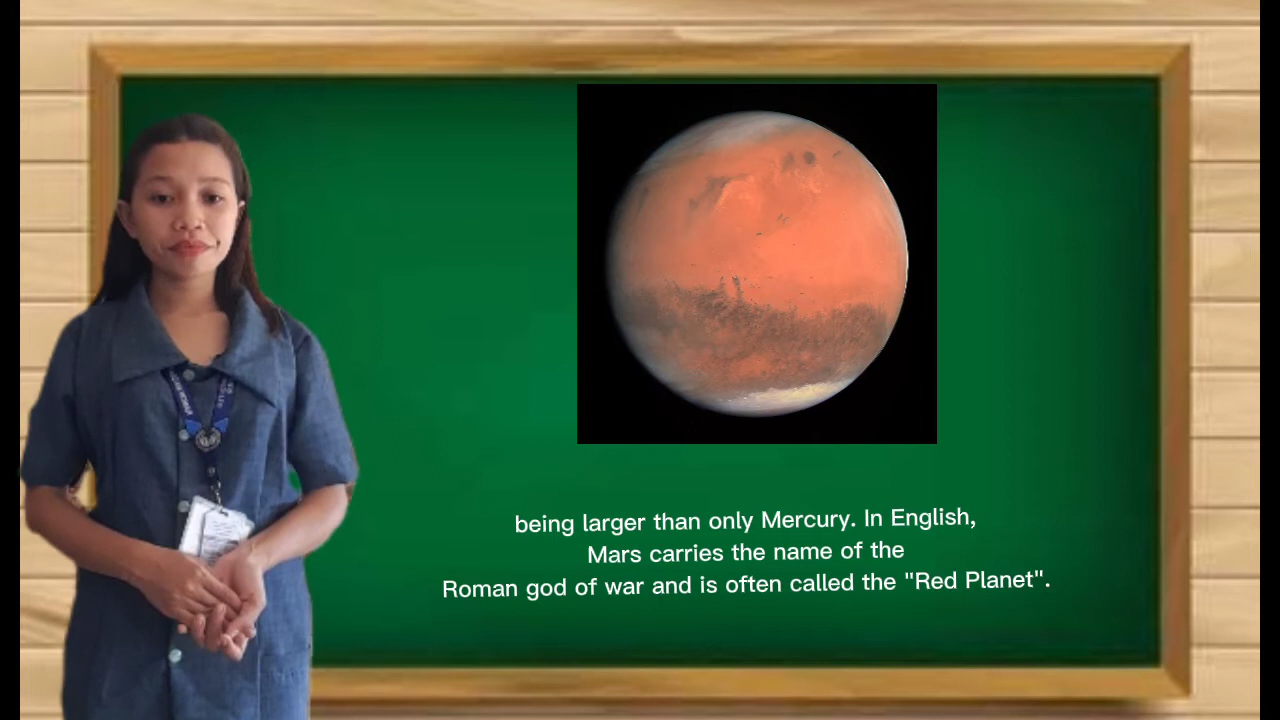 being larger than only Mercury. In English,
Mars carries the name of the
Roman god of war and is often called the "Red Planet".